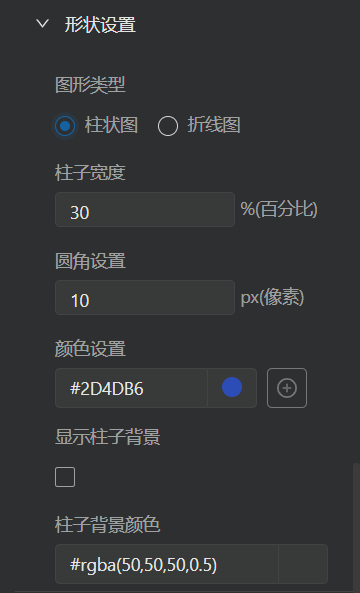 形状设置
图形类型
柱状图 折线图
柱子宽度
30 %(百分比)
圆角设置
10 px(像素)
颜色设置
#2D4DB6
显示柱子背景
柱子背景颜色
#rgba(50,50,50,0.5)